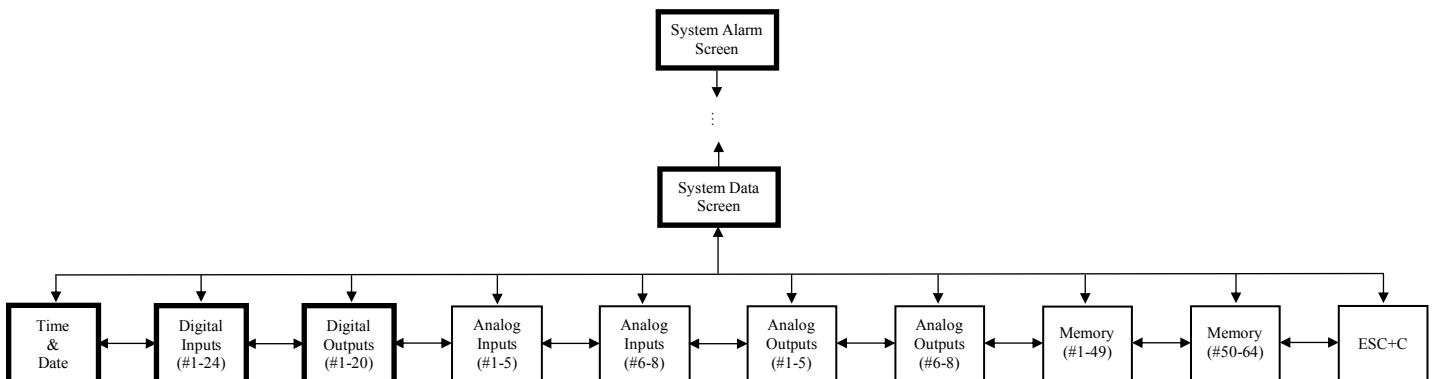 System Alarm
Screen
⋮
System Data
Screen
Time
&
Date
Digital
Inputs
(#1-24)
Digital
Outputs
(#1-20)
Analog
Inputs
(#1-5)
Analog
Inputs
(#6-8)
Analog
Outputs
(#1-5)
Analog
Outputs
(#6-8)
Memory
(#1-49)
Memory
(#50-64)
ESC+C